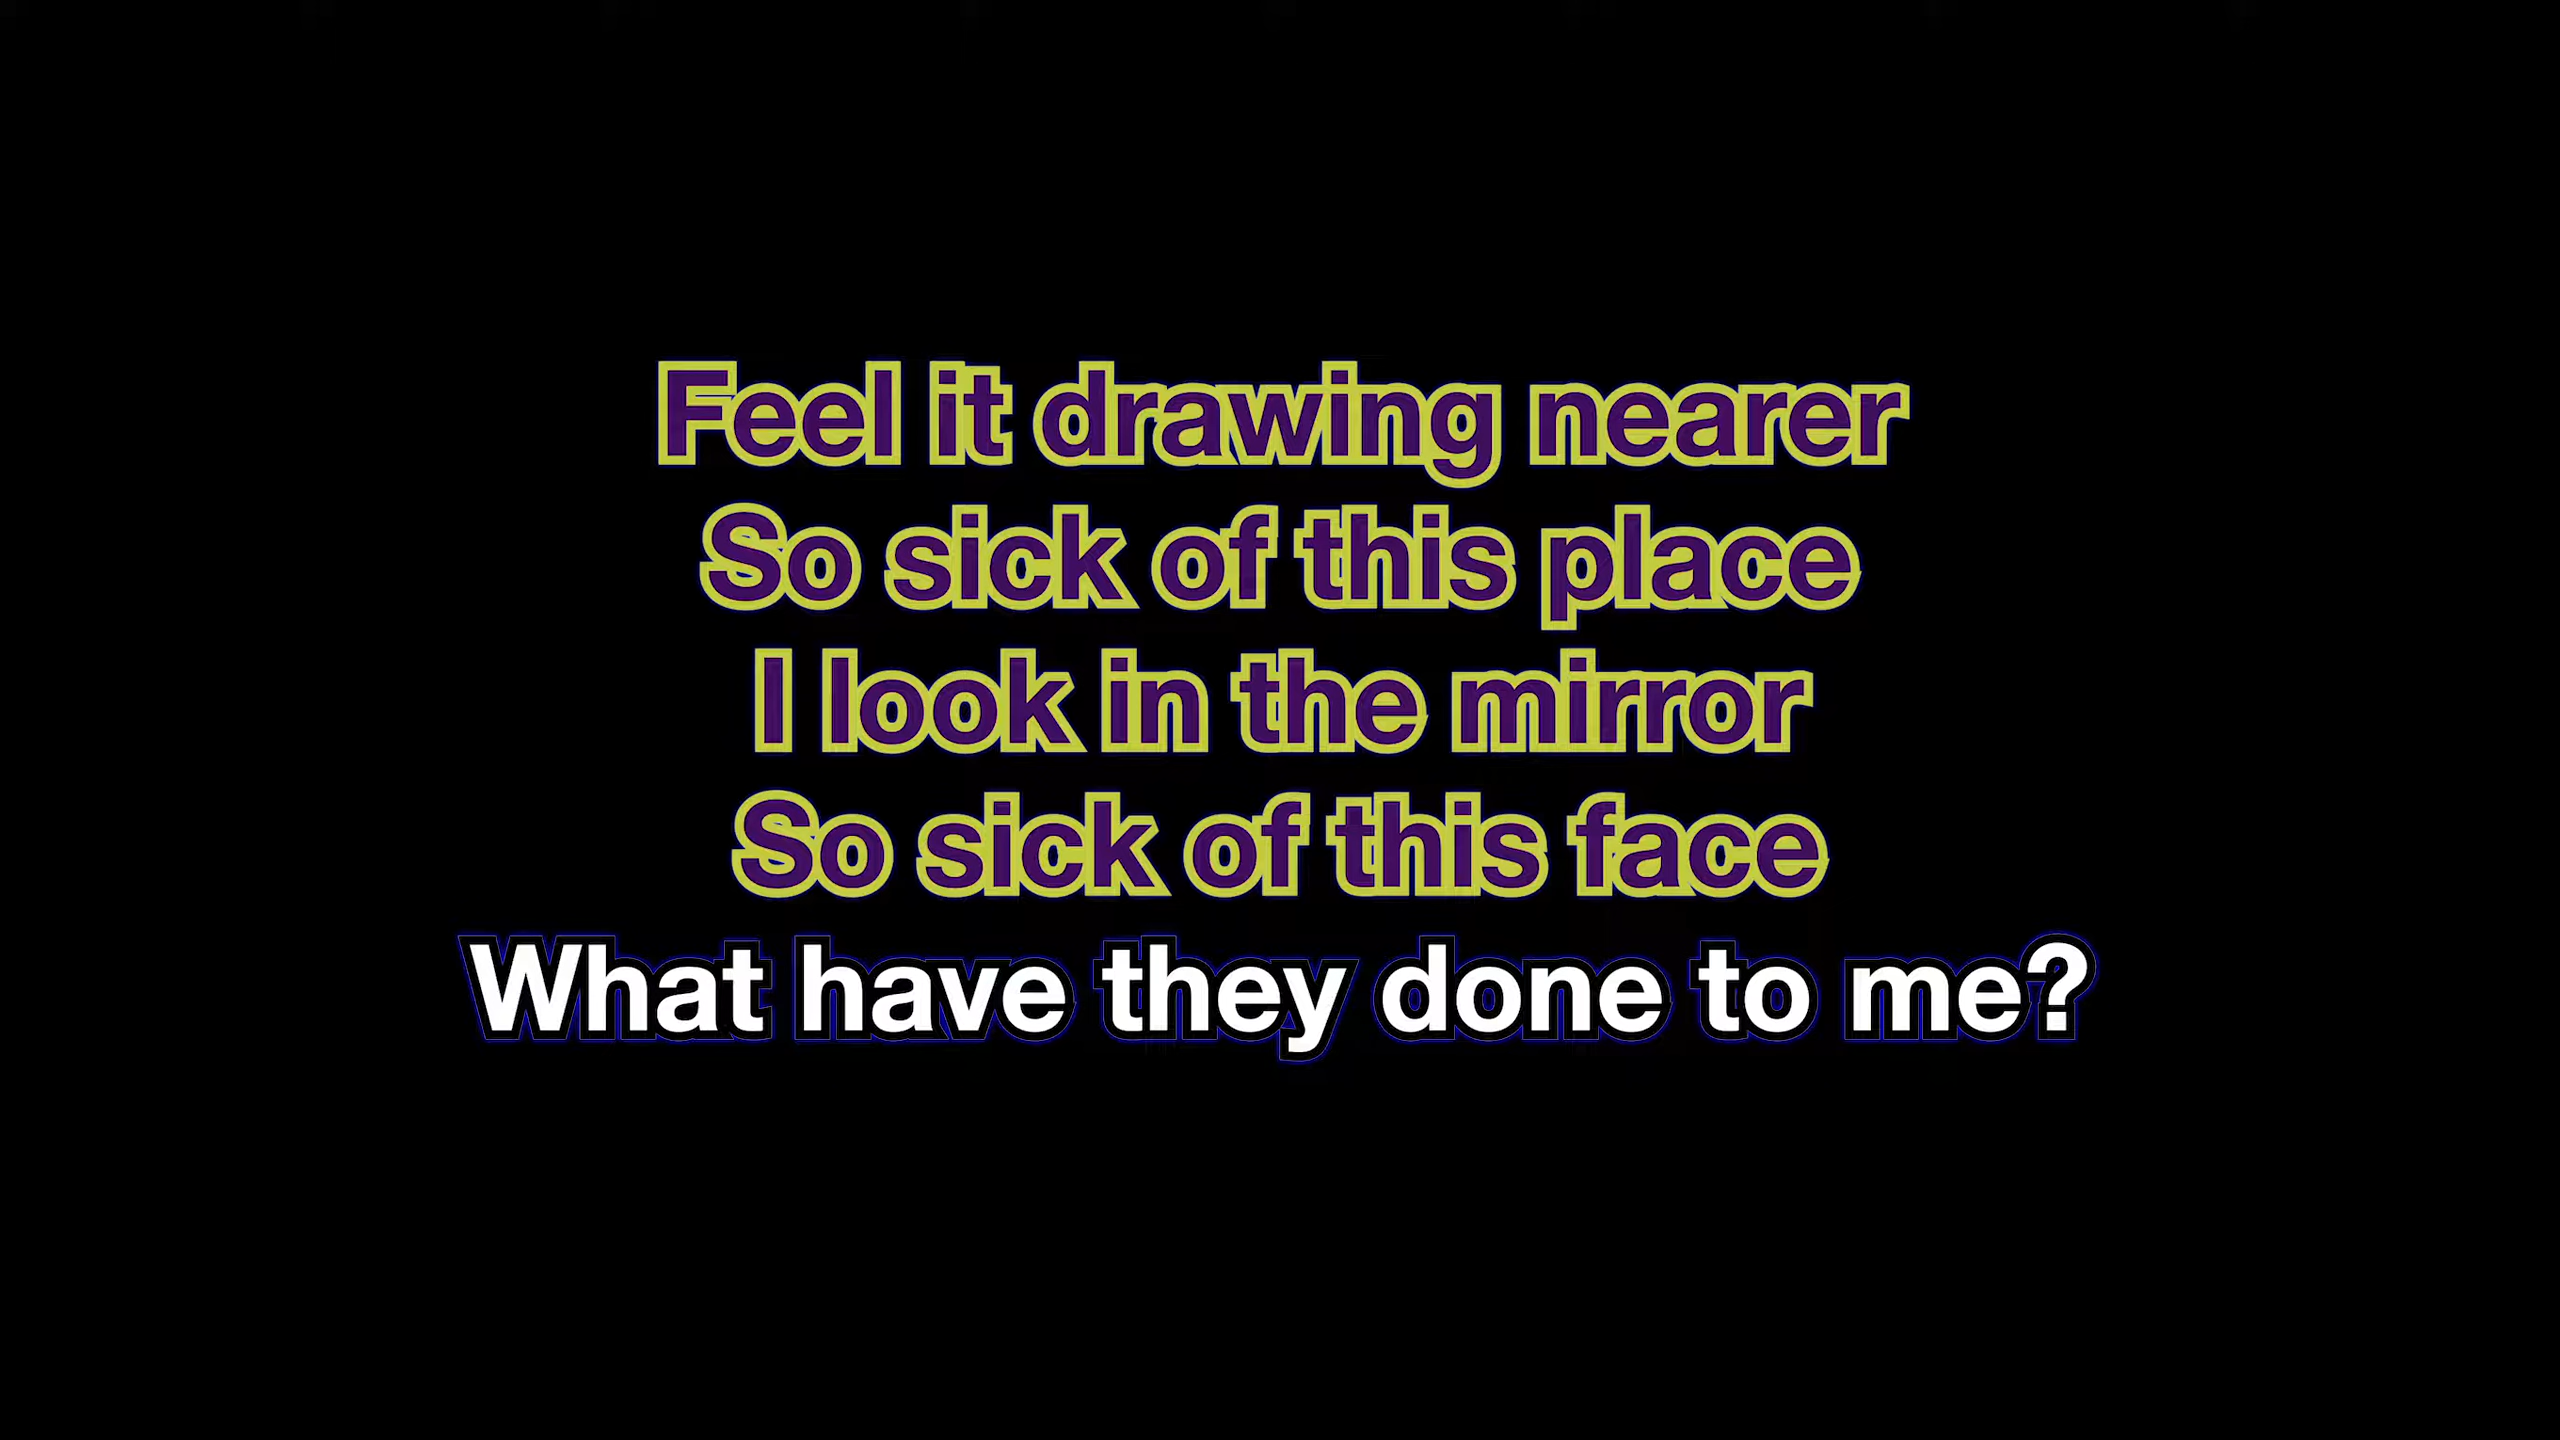 Feel it drawing nearer
So sick of this place
I look in the mirror
So sick of this face
What have they done to me?